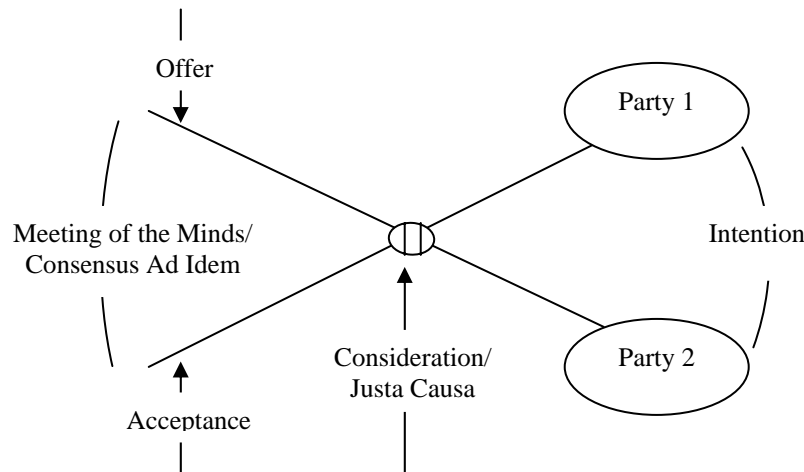 Offer
Party 1
Meeting of the Minds/
Consensus Ad Idem
Intention
Consideration/
Justa Causa
Party 2
Acceptance